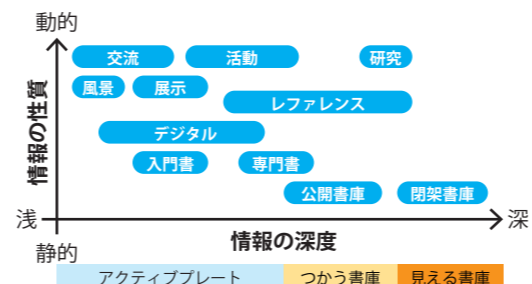 動的
交流 活動 研究
風景 展示
レファレンス
デジタル
入門書 専門書
公開書庫 閉架書庫
情報の性質
浅 深
静的
情報の深度
アクティブプレート つかう書庫 見える書庫